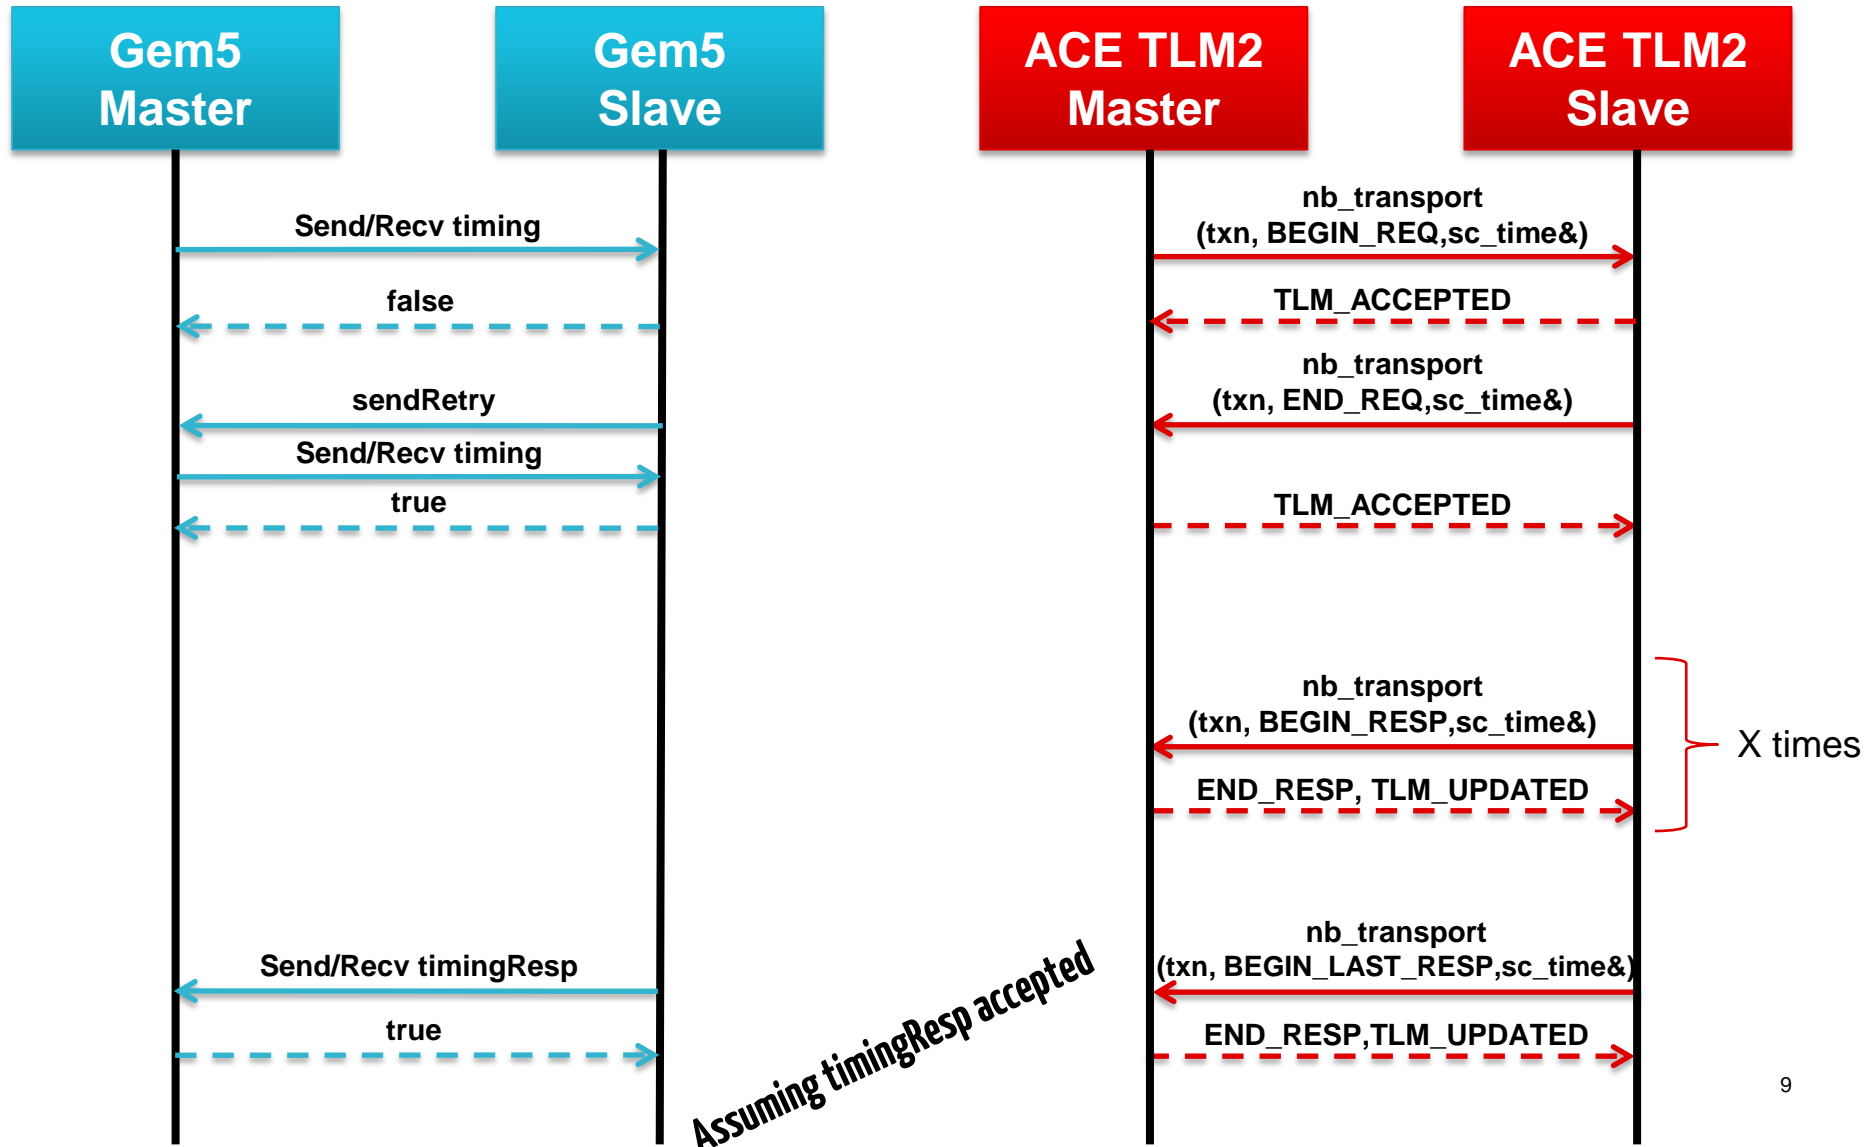 Gem5
Master
Gem5
Slave
ACE TLM2
Master
ACE TLM2
Slave
Send/Recv timing
false
sendRetry
Send/Recv timing
true
Send/Recv timingResp
true
Assuming timingResp accepted
nb_transport
(txn, BEGIN_REQ,sc_time&)
TLM_ACCEPTED
nb_transport
(txn, END_REQ,sc_time&)
TLM_ACCEPTED
nb_transport
(txn, BEGIN_RESP,sc_time&)
END_RESP, TLM_UPDATED
X times
nb_transport
(txn, BEGIN_LAST_RESP,sc_time&)
END_RESP,TLM_UPDATED
9